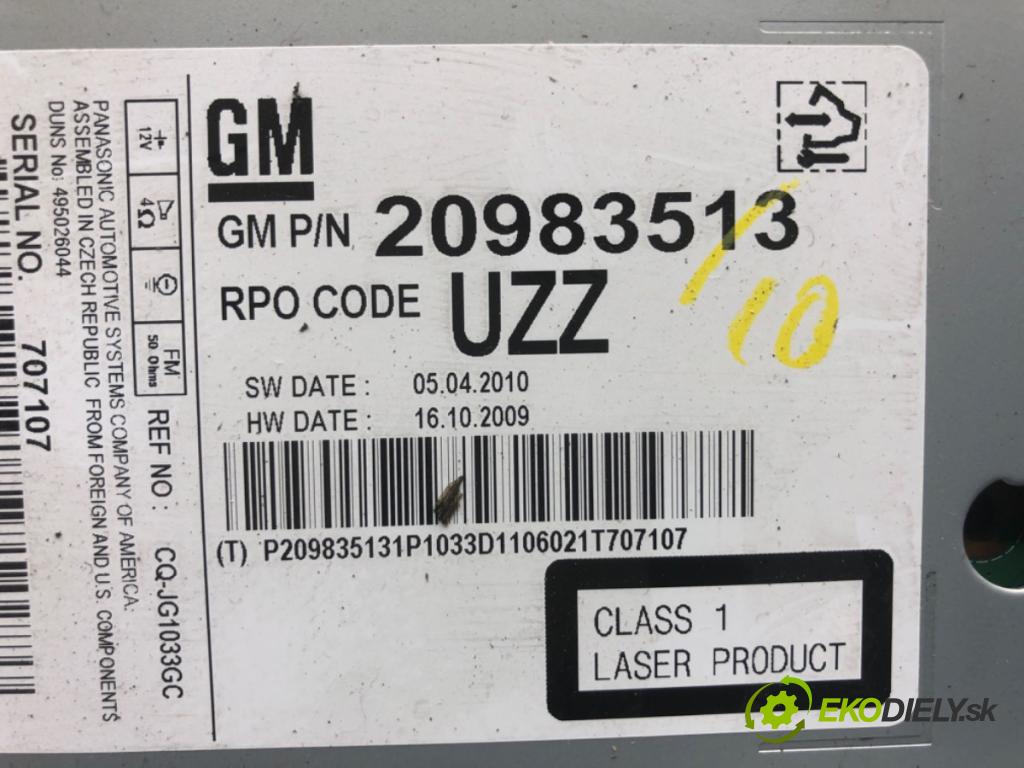 GM
GM P/N 20983513
RPO CODE UZZ
10
SW DATE : 05.04.2010
HW DATE : 16.10.2009
(T) P209835131P1033D1106021T707107
CLASS 1
LASER PRODUCT
12V
4Ω
FM
50 Ohms
REF NO : CQ-JG1033GC
PANASONIC AUTOMOTIVE SYSTEMS COMPANY OF AMERICA.
ASSEMBLED IN CZECH REPUBLIC FROM FOREIGN AND U.S. COMPONENTS
DUNS No: 495026044
SERIAL NO. 707107
EKODIELY.sk